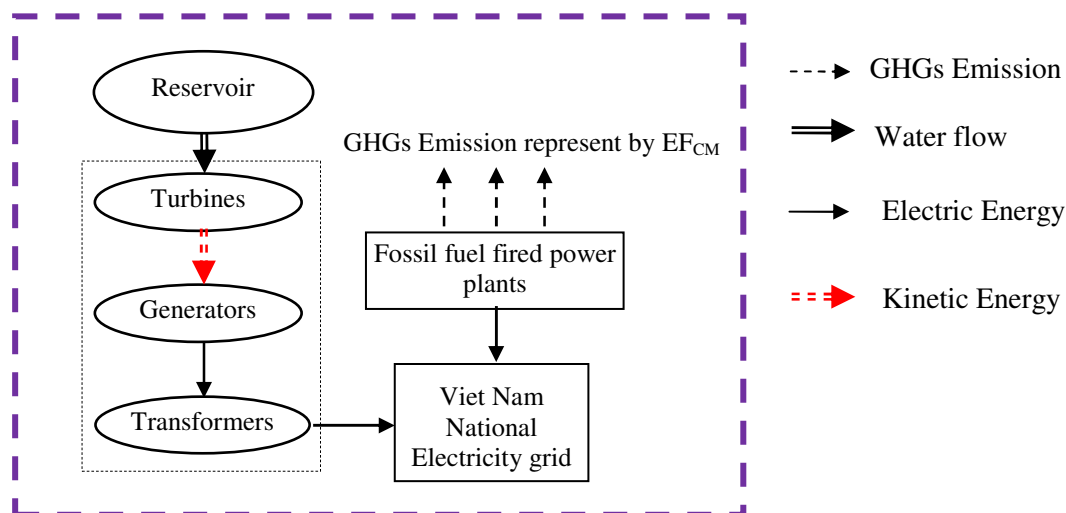 Reservoir
GHGs Emission represent by EFCM
Turbines
Fossil fuel fired power
plants
Generators
Viet Nam
National
Electricity grid
Transformers
GHGs Emission
Water flow
Electric Energy
Kinetic Energy